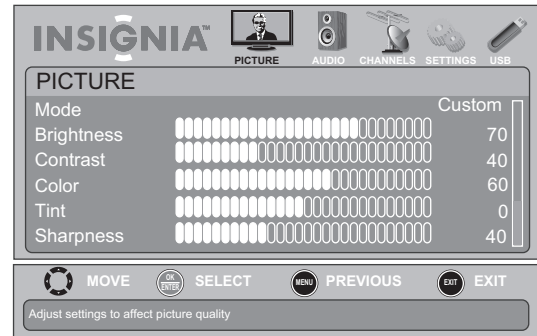 INSIGNIA™
PICTURE AUDIO CHANNELS SETTINGS USB
PICTURE
Mode Custom
Brightness 70
Contrast 40
Color 60
Tint 0
Sharpness 40
MOVE OK ENTER SELECT MENU PREVIOUS EXIT EXIT
Adjust settings to affect picture quality